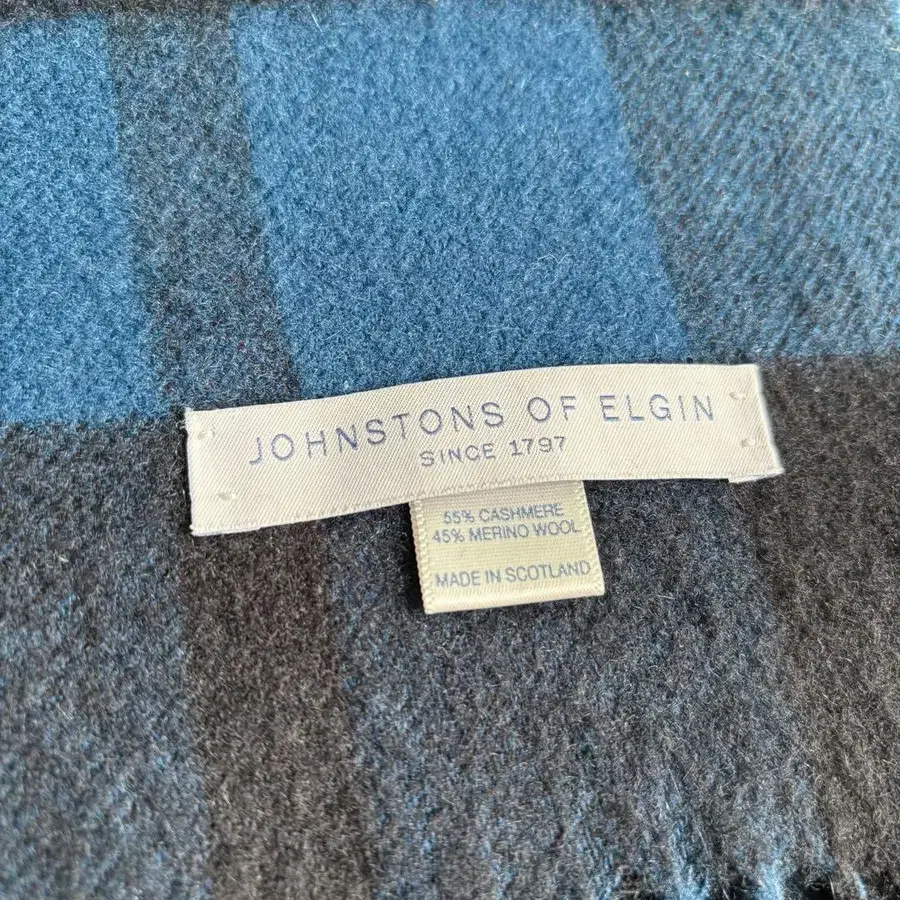 JOHNSTONS OF ELGIN
SINCE 1797
55% CASHMERE
45% MERINO WOOL
MADE IN SCOTLAND